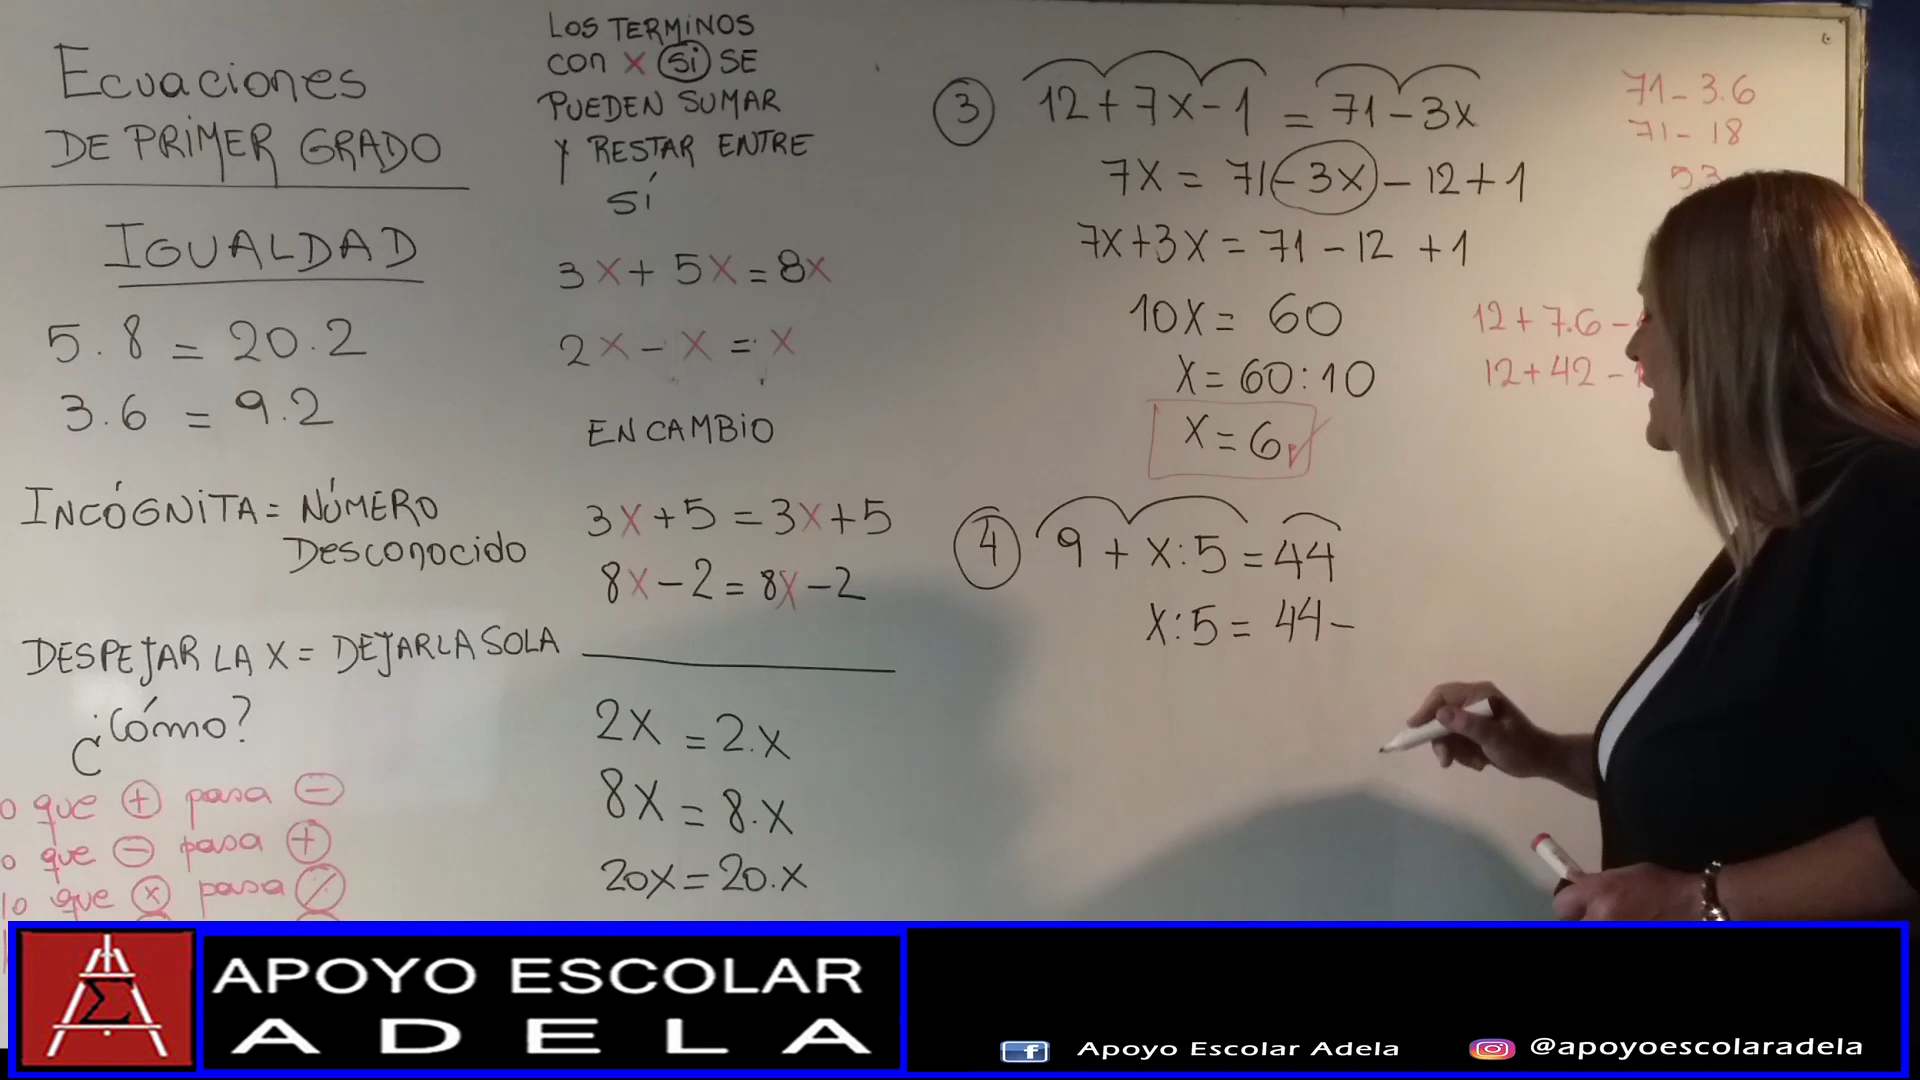 Ecuaciones
DE PRIMER GRADO
IGUALDAD
5.8 = 20.2
3.6 = 9.2
INCÓGNITA = NÚMERO
Desconocido
DESPEJAR LA X = DEJARLA SOLA
¿Cómo?
o que + pasa -
o que - pasa +
lo que × pasa /
LOS TERMINOS
con x SI SE
PUEDEN SUMAR
Y RESTAR ENTRE
SÍ
3x + 5x = 8x
2x - x = x
EN CAMBIO
3x + 5 = 3x + 5
8x - 2 = 8x - 2
2x = 2.x
8x = 8.x
20x = 20.x
3 12 + 7x - 1 = 71 - 3x
7x = 71 - 3x - 12 + 1
7x + 3x = 71 - 12 + 1
10x = 60
x = 60:10
x = 6
4 9 + x:5 = 44
x:5 = 44 -
71 - 3.6
71 - 18
53
12 + 7.6 -
12 + 42 -
APOYO ESCOLAR
ADELA
Apoyo Escolar Adela
@apoyoescolaradela